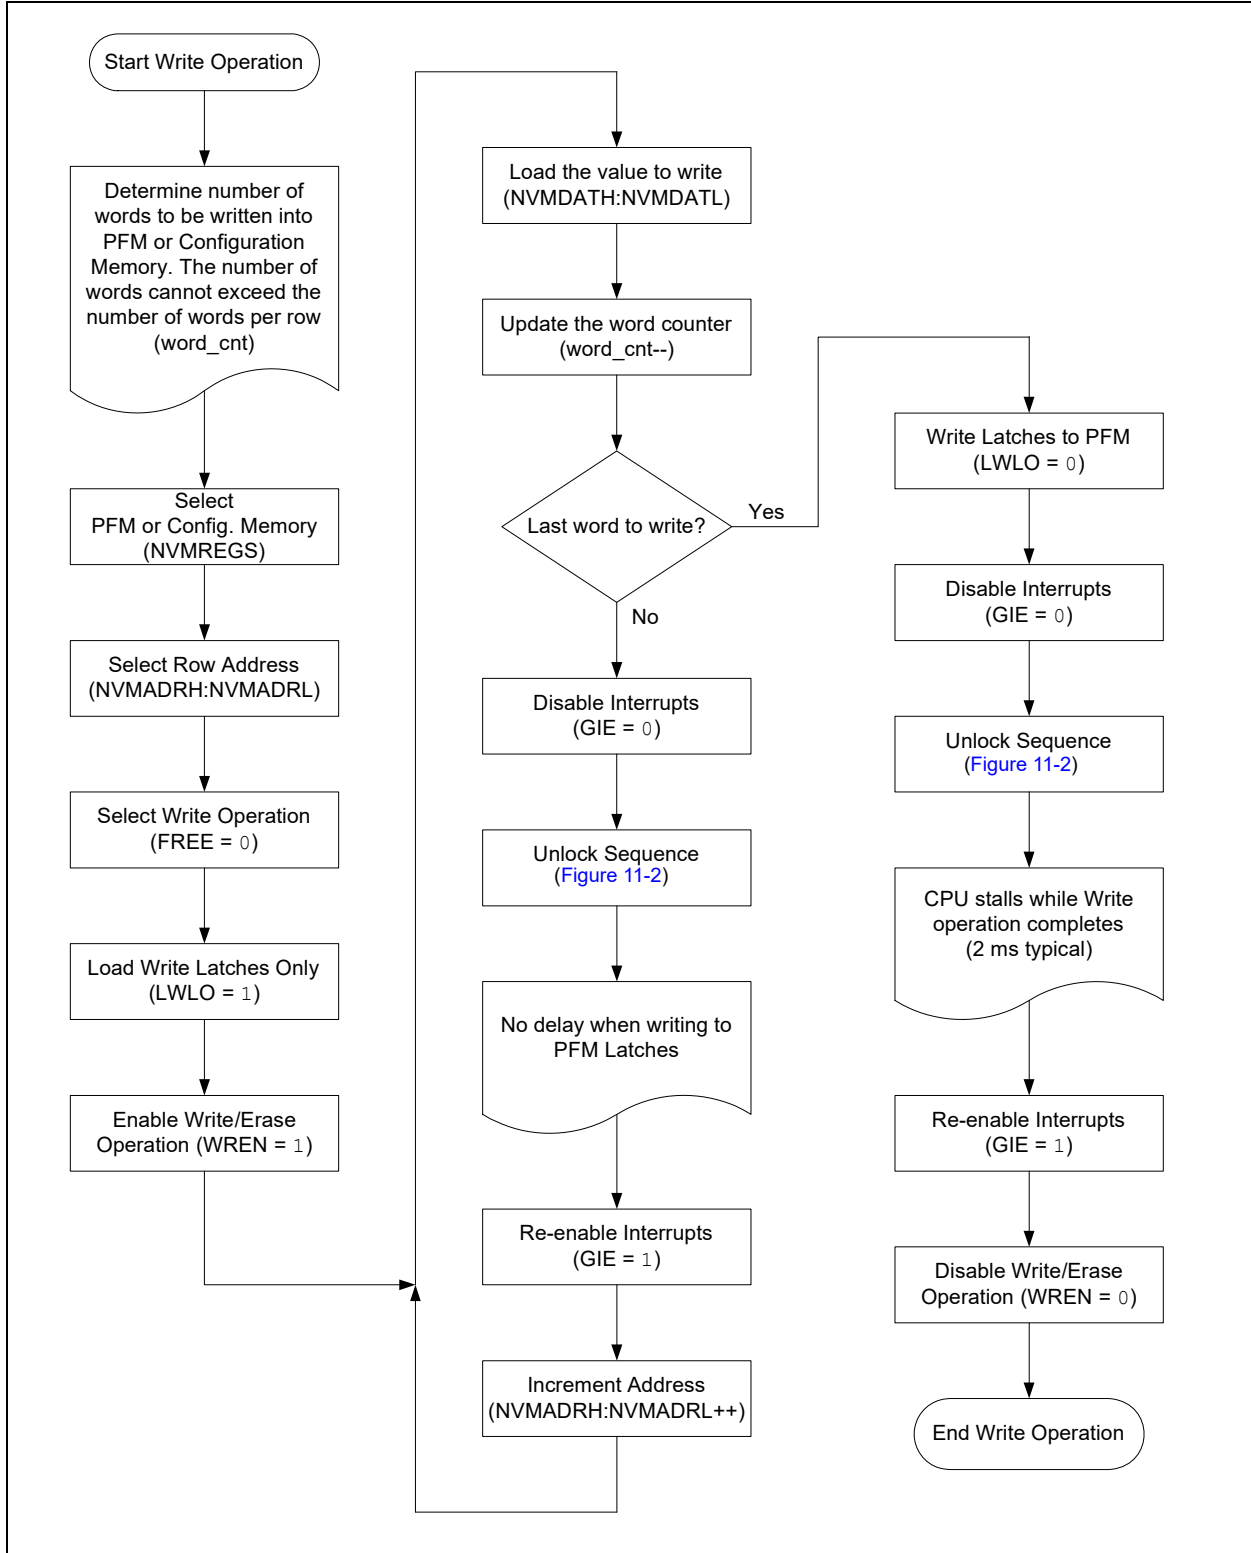 Start Write Operation
Determine number of
words to be written into
PFM or Configuration
Memory. The number of
words cannot exceed the
number of words per row
(word_cnt)
Select
PFM or Config. Memory
(NVMREGS)
Select Row Address
(NVMADRH:NVMADRL)
Select Write Operation
(FREE = 0)
Load Write Latches Only
(LWLO = 1)
Enable Write/Erase
Operation (WREN = 1)
Load the value to write
(NVMDATH:NVMDATL)
Update the word counter
(word_cnt--)
Last word to write?
Yes
No
Disable Interrupts
(GIE = 0)
Unlock Sequence
(Figure 11-2)
No delay when writing to
PFM Latches
Re-enable Interrupts
(GIE = 1)
Increment Address
(NVMADRH:NVMADRL++)
Write Latches to PFM
(LWLO = 0)
Disable Interrupts
(GIE = 0)
Unlock Sequence
(Figure 11-2)
CPU stalls while Write
operation completes
(2 ms typical)
Re-enable Interrupts
(GIE = 1)
Disable Write/Erase
Operation (WREN = 0)
End Write Operation